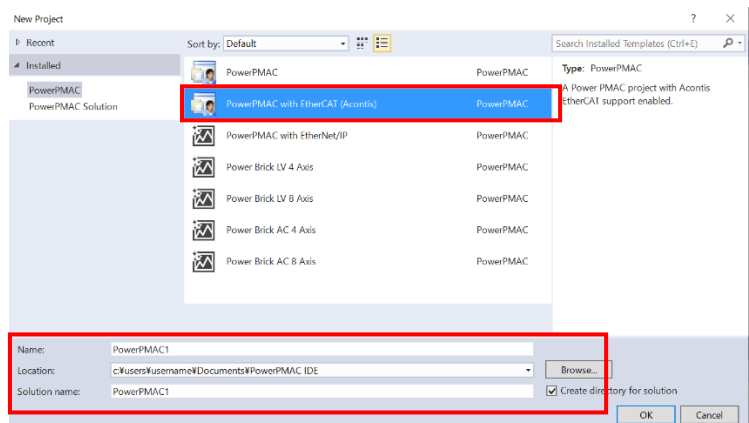 New Project ? ×
Recent
Sort by: Default
Search Installed Templates (Ctrl+E)
Installed
PowerPMAC
PowerPMAC Solution
PowerPMAC PowerPMAC
PowerPMAC with EtherCAT (Acontis) PowerPMAC
PowerPMAC with EtherNet/IP PowerPMAC
Power Brick LV 4 Axis PowerPMAC
Power Brick LV 8 Axis PowerPMAC
Power Brick AC 4 Axis PowerPMAC
Power Brick AC 8 Axis PowerPMAC
Type: PowerPMAC
A Power PMAC project with Acontis
EtherCAT support enabled.
Name: PowerPMAC1
Location: c:¥users¥username¥Documents¥PowerPMAC IDE
Browse...
Solution name: PowerPMAC1
Create directory for solution
OK Cancel